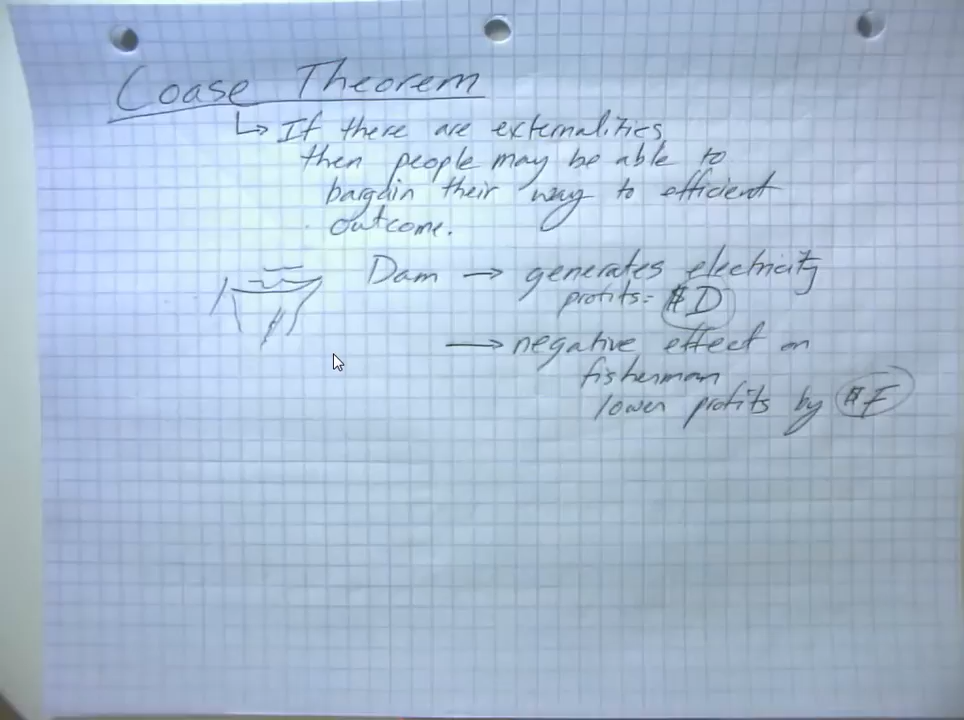 Coase Theorem
↳ If there are externalities,
then people may be able to
bargain their way to efficient
outcome.
Dam → generates electricity
profits = $D
→ negative effect on
fisherman
lower profits by $F